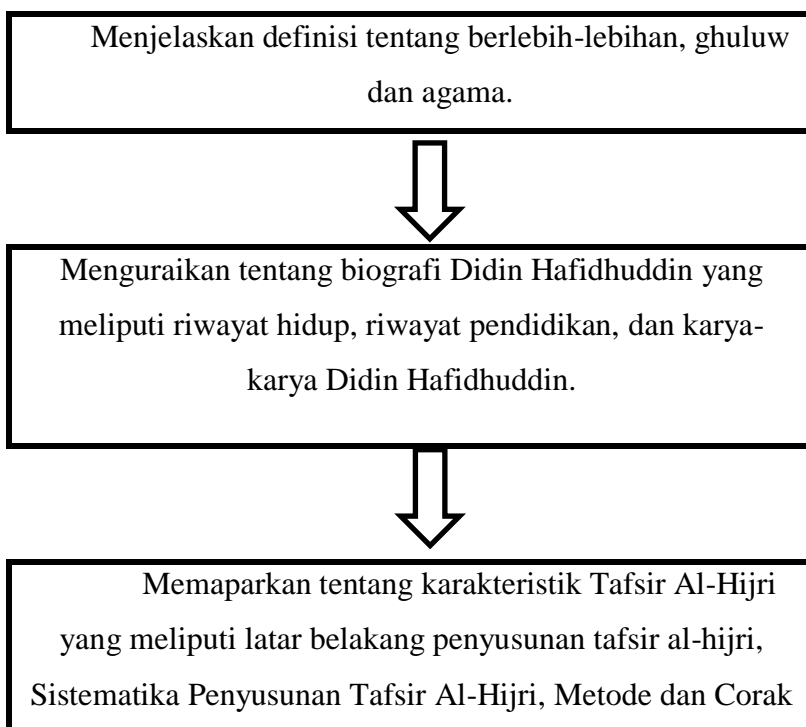 Menjelaskan definisi tentang berlebih-lebihan, ghuluw
dan agama.
Menguraikan tentang biografi Didin Hafidhuddin yang
meliputi riwayat hidup, riwayat pendidikan, dan karya-
karya Didin Hafidhuddin.
Memaparkan tentang karakteristik Tafsir Al-Hijri
yang meliputi latar belakang penyusunan tafsir al-hijri,
Sistematika Penyusunan Tafsir Al-Hijri, Metode dan Corak